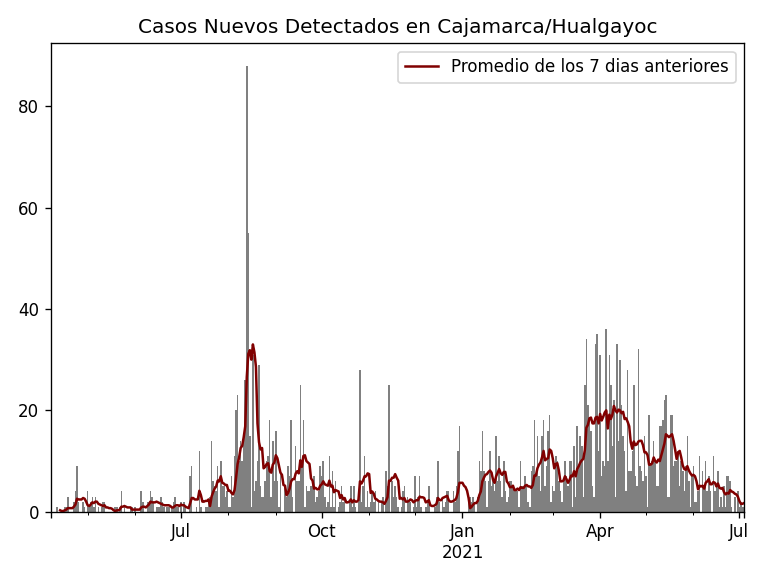 Casos Nuevos Detectados en Cajamarca/Hualgayoc
Promedio de los 7 dias anteriores
80
60
40
20
0
Jul Oct Jan Apr Jul
2021